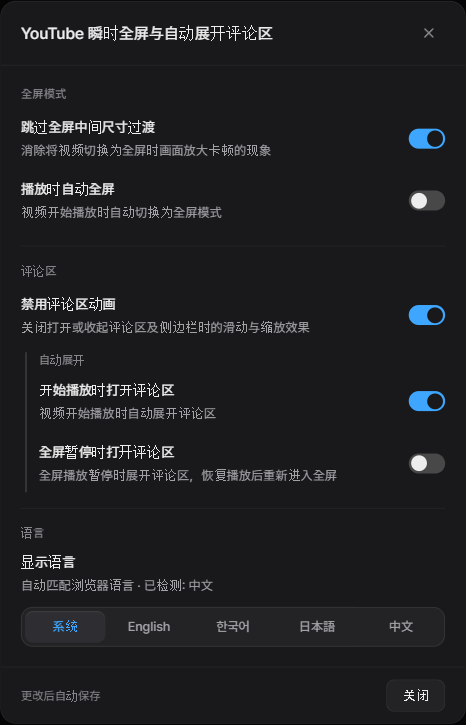 YouTube 瞬时全屏与自动展开评论区
全屏模式
跳过全屏中间尺寸过渡
消除将视频切换为全屏时画面放大卡顿的现象
播放时自动全屏
视频开始播放时自动切换为全屏模式
评论区
禁用评论区动画
关闭打开或收起评论区及侧边栏时的滑动与缩放效果
自动展开
开始播放时打开评论区
视频开始播放时自动展开评论区
全屏暂停时打开评论区
全屏播放暂停时展开评论区，恢复播放后重新进入全屏
语言
显示语言
自动匹配浏览器语言 · 已检测: 中文
系统 English 한국어 日本語 中文
更改后自动保存 关闭